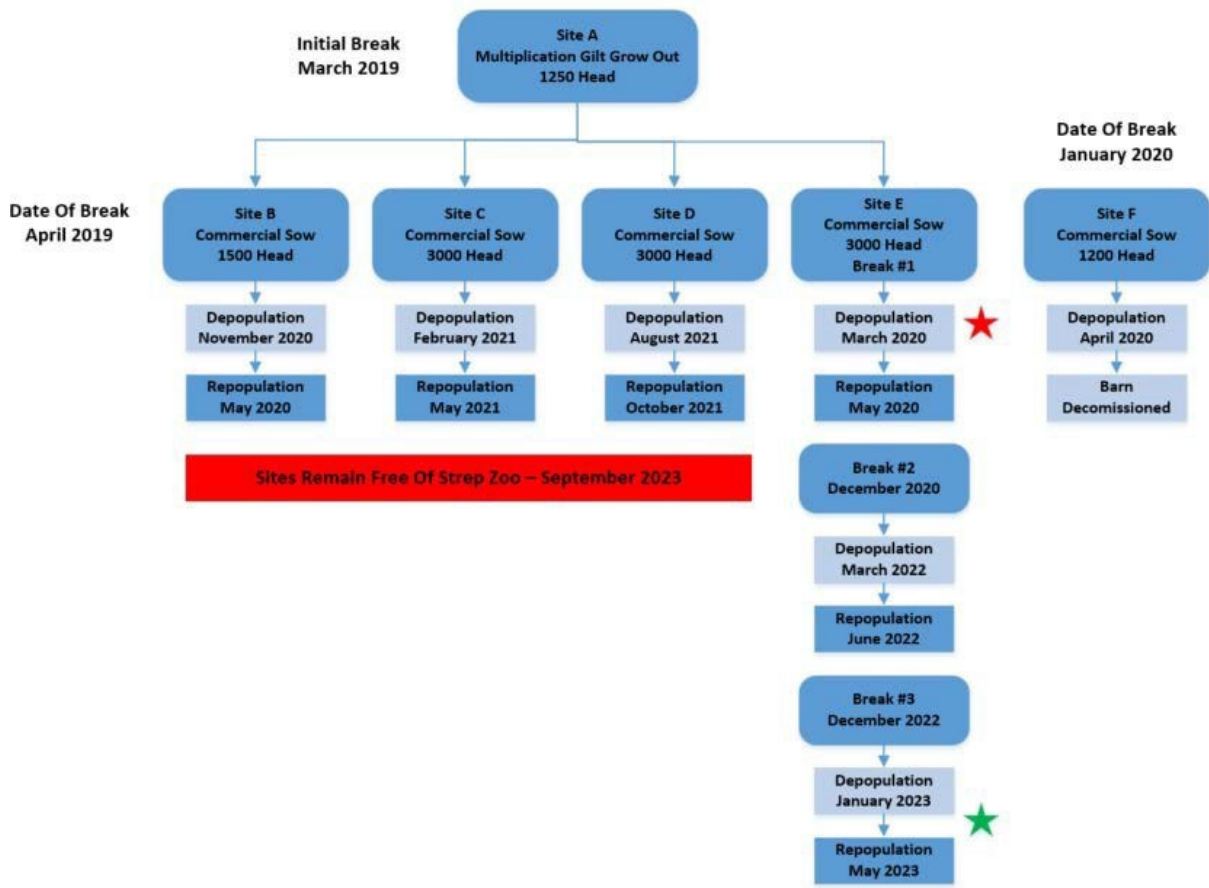 Initial Break
March 2019
Site A
Multiplication Gilt Grow Out
1250 Head
Date Of Break
January 2020
Date Of Break
April 2019
Site B
Commercial Sow
1500 Head
Site C
Commercial Sow
3000 Head
Site D
Commercial Sow
3000 Head
Site E
Commercial Sow
3000 Head
Break #1
Site F
Commercial Sow
1200 Head
Depopulation
November 2020
Depopulation
February 2021
Depopulation
August 2021
Depopulation
March 2020
Depopulation
April 2020
Repopulation
May 2020
Repopulation
May 2021
Repopulation
October 2021
Repopulation
May 2020
Barn
Decomissioned
Sites Remain Free Of Strep Zoo – September 2023
Break #2
December 2020
Depopulation
March 2022
Repopulation
June 2022
Break #3
December 2022
Depopulation
January 2023
Repopulation
May 2023